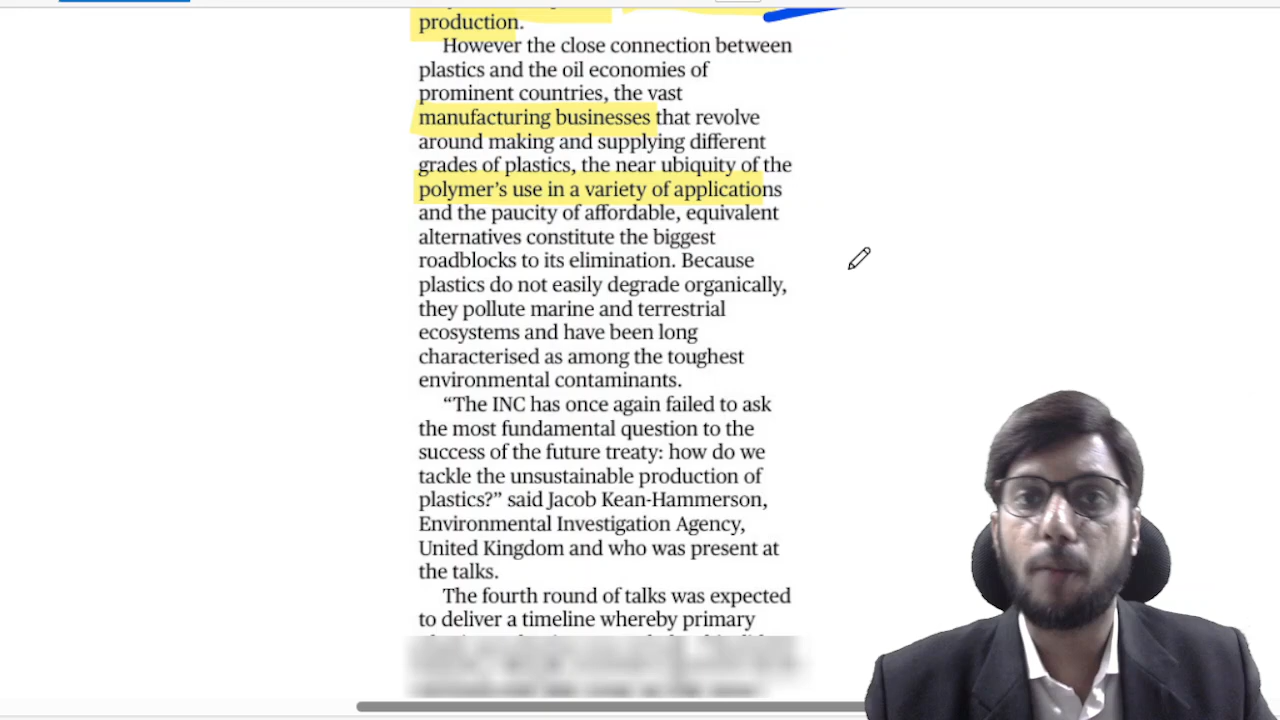 production.
However the close connection between
plastics and the oil economies of
prominent countries, the vast
manufacturing businesses that revolve
around making and supplying different
grades of plastics, the near ubiquity of the
polymer’s use in a variety of applications
and the paucity of affordable, equivalent
alternatives constitute the biggest
roadblocks to its elimination. Because
plastics do not easily degrade organically,
they pollute marine and terrestrial
ecosystems and have been long
characterised as among the toughest
environmental contaminants.
“The INC has once again failed to ask
the most fundamental question to the
success of the future treaty: how do we
tackle the unsustainable production of
plastics?” said Jacob Kean-Hammerson,
Environmental Investigation Agency,
United Kingdom and who was present at
the talks.
The fourth round of talks was expected
to deliver a timeline whereby primary